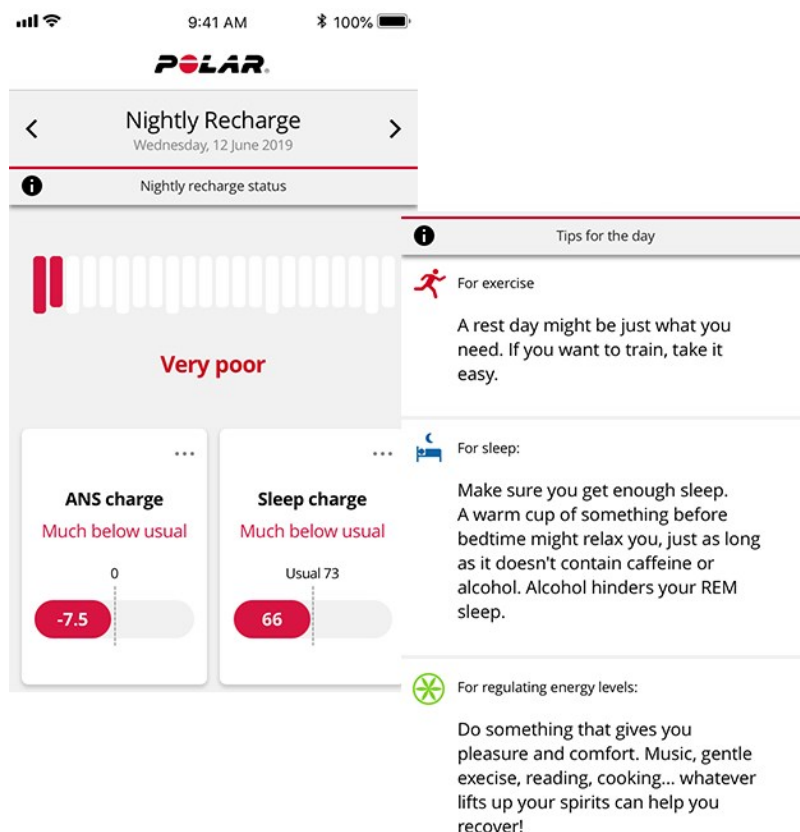 9:41 AM
100%
POLAR
Nightly Recharge
Wednesday, 12 June 2019
Nightly recharge status
Very poor
ANS charge
Much below usual
0
-7.5
Sleep charge
Much below usual
Usual 73
66
Tips for the day
For exercise
A rest day might be just what you
need. If you want to train, take it
easy.
For sleep:
Make sure you get enough sleep.
A warm cup of something before
bedtime might relax you, just as long
as it doesn't contain caffeine or
alcohol. Alcohol hinders your REM
sleep.
For regulating energy levels:
Do something that gives you
pleasure and comfort. Music, gentle
execise, reading, cooking... whatever
lifts up your spirits can help you
recover!